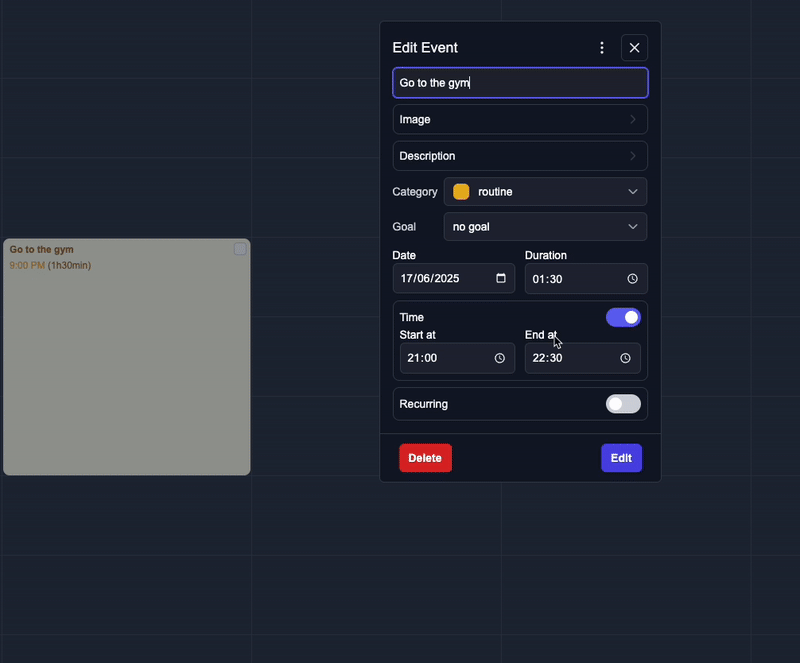 Go to the gym
9:00 PM (1h30min)
Edit Event
Go to the gym
Image
Description
Category routine
Goal no goal
Date Duration
17/06/2025 01:30
Time
Start at End at
21:00 22:30
Recurring
Delete Edit